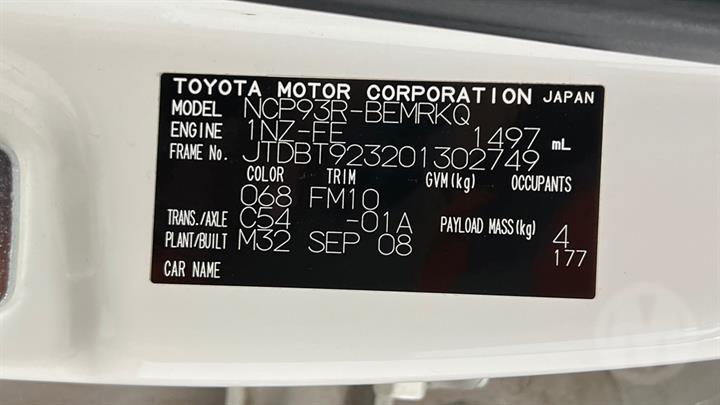 TOYOTA MOTOR CORPORATION JAPAN
MODEL NCP93R-BEMRKQ
ENGINE 1NZ-FE 1497 mL
FRAME No. JTDBT923201302749
COLOR TRIM GVM(kg) OCCUPANTS
068 FM10
TRANS./AXLE C54 -01A PAYLOAD MASS(kg) 4
PLANT/BUILT M32 SEP 08 177
CAR NAME